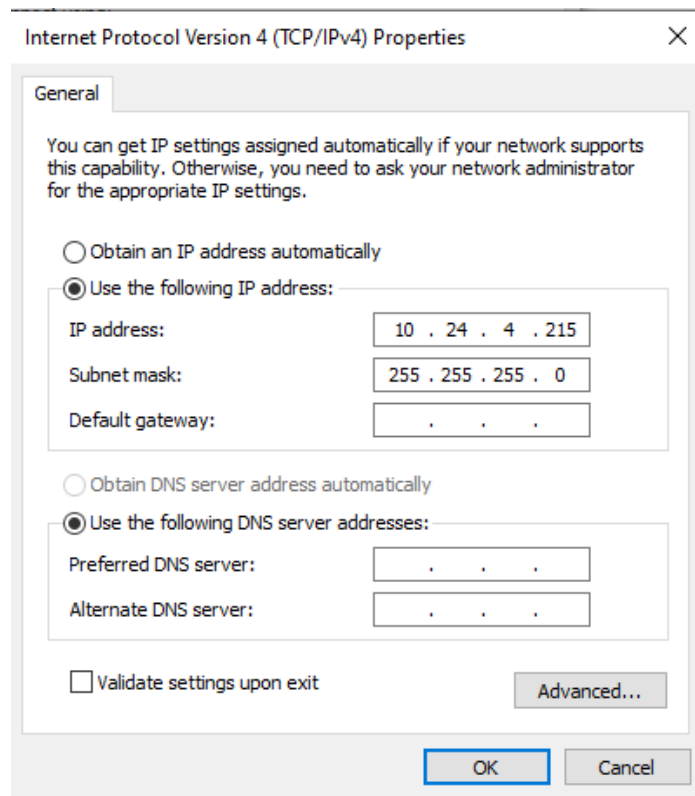 Internet Protocol Version 4 (TCP/IPv4) Properties
General
You can get IP settings assigned automatically if your network supports
this capability. Otherwise, you need to ask your network administrator
for the appropriate IP settings.
Obtain an IP address automatically
Use the following IP address:
IP address: 10 . 24 . 4 . 215
Subnet mask: 255 . 255 . 255 . 0
Default gateway: . . .
Obtain DNS server address automatically
Use the following DNS server addresses:
Preferred DNS server: . . .
Alternate DNS server: . . .
Validate settings upon exit
Advanced...
OK Cancel